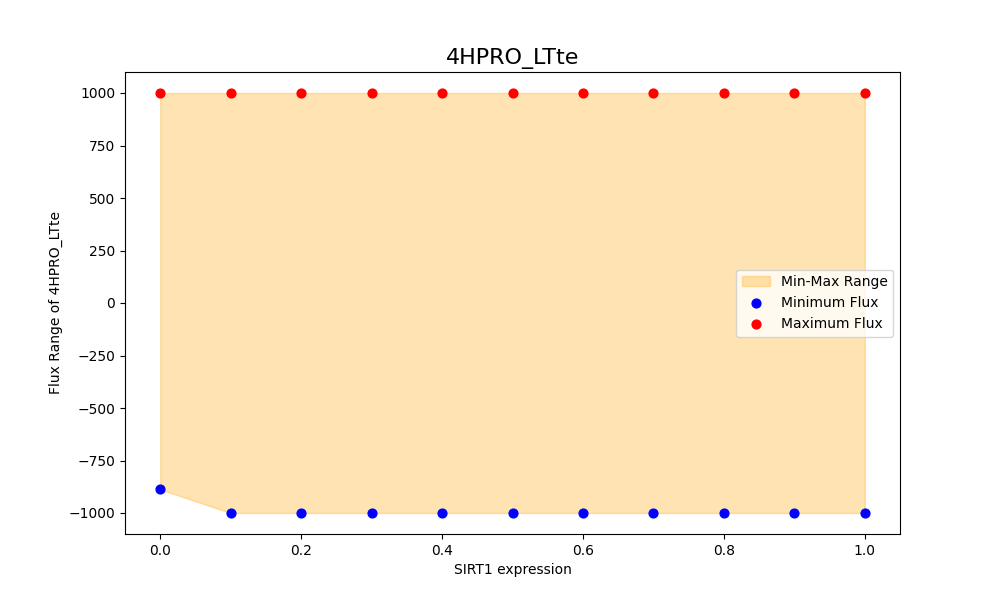 4HPRO_LTte
Flux Range of 4HPRO_LTte
1000
750
500
250
0
−250
−500
−750
−1000
Min-Max Range
Minimum Flux
Maximum Flux
0.0 0.2 0.4 0.6 0.8 1.0
SIRT1 expression